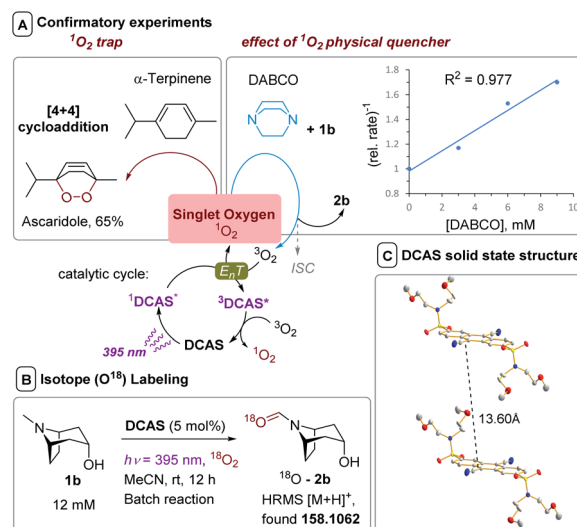 A Confirmatory experiments
¹O₂ trap
effect of ¹O₂ physical quencher
α-Terpinene
[4+4]
cycloaddition
Ascaridole, 65%
DABCO
N
N
+ 1b
2b
ISC
(rel. rate)⁻¹
1.8
1.6
1.4
1.2
1
0.8
R² = 0.977
0 2 4 6 8 10
[DABCO], mM
O-O
Singlet Oxygen
¹O₂
³O₂
catalytic cycle:
EnT
¹DCAS*
³DCAS*
³O₂
DCAS
395 nm
¹O₂
B Isotope (O¹⁸) Labeling
N
OH
1b
12 mM
DCAS (5 mol%)
hν = 395 nm, ¹⁸O₂
MeCN, rt, 12 h
Batch reaction
¹⁸O
N
OH
¹⁸O - 2b
HRMS [M+H]⁺,
found 158.1062
C DCAS solid state structure
13.60Å